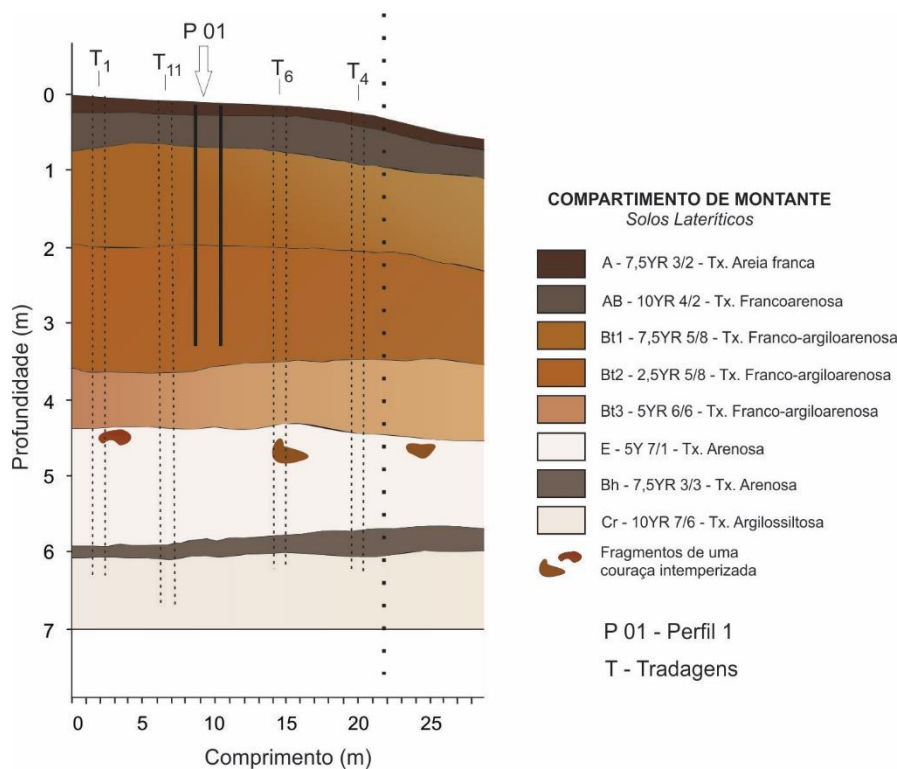 P 01
T1
T11
T6
T4
0
1
2
3
4
5
6
7
Profundidade (m)
0
5
10
15
20
25
Comprimento (m)
COMPARTIMENTO DE MONTANTE
Solos Lateríticos
A - 7,5YR 3/2 - Tx. Areia franca
AB - 10YR 4/2 - Tx. Francoarenosa
Bt1 - 7,5YR 5/8 - Tx. Franco-argiloarenosa
Bt2 - 2,5YR 5/8 - Tx. Franco-argiloarenosa
Bt3 - 5YR 6/6 - Tx. Franco-argiloarenosa
E - 5Y 7/1 - Tx. Arenosa
Bh - 7,5YR 3/3 - Tx. Arenosa
Cr - 10YR 7/6 - Tx. Argilossiltosa
Fragmentos de uma
couraça intemperizada
P 01 - Perfil 1
T - Tradagens